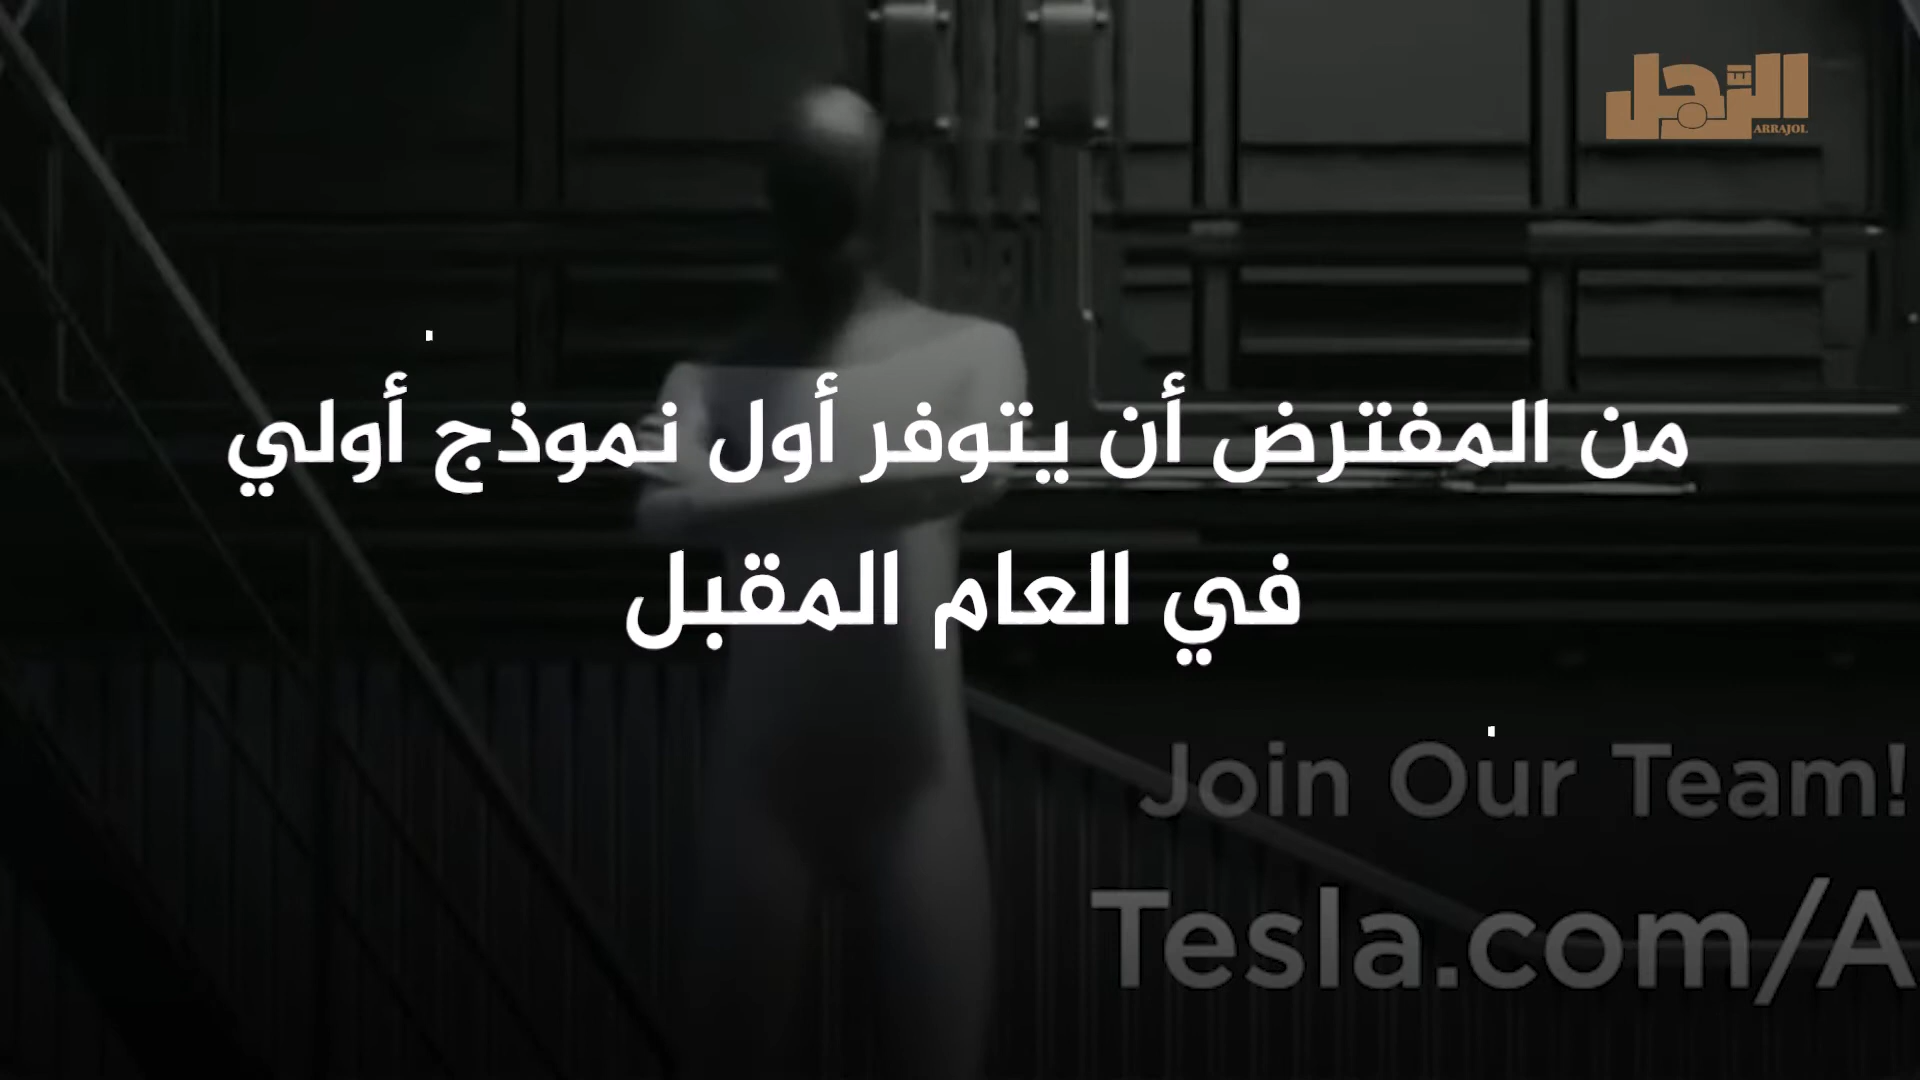 الرجل
ARRAJOL
من المفترض أن يتوفر أول نموذج أولي
في العام المقبل
Join Our Team!
Tesla.com/A